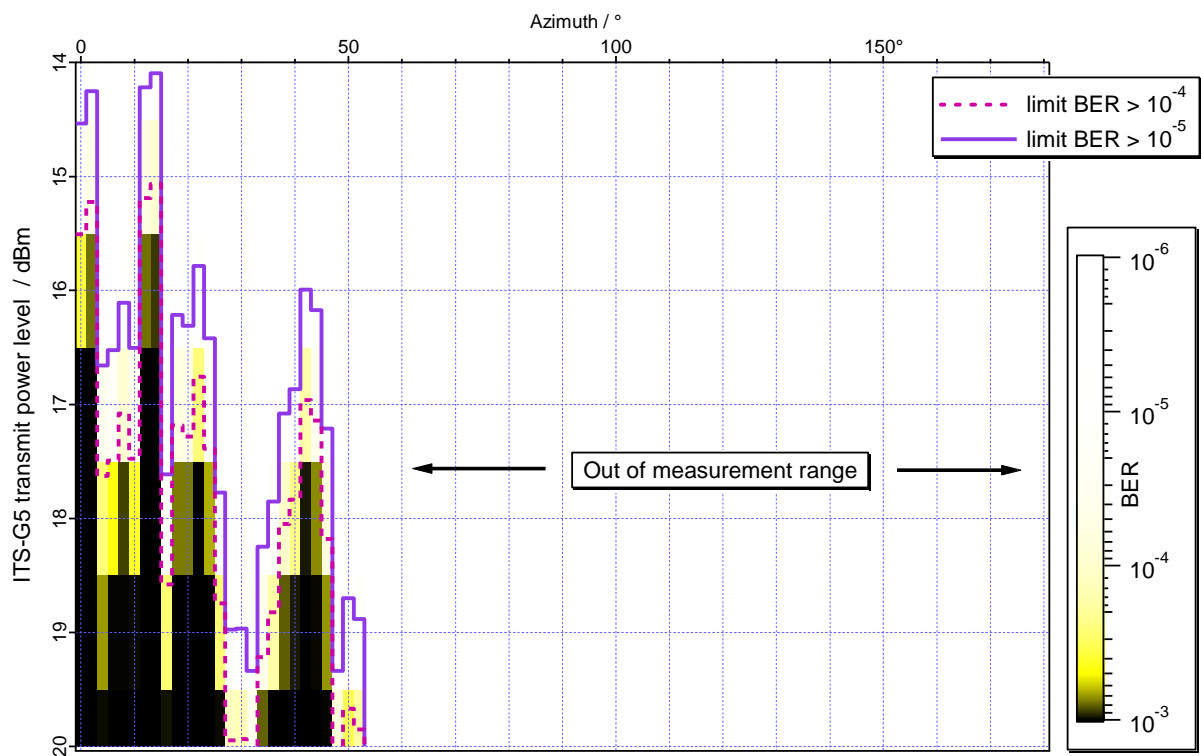 Azimuth / °
0 50 100 150°
14
15
16
17
18
19
20
ITS-G5 transmit power level / dBm
limit BER > 10⁻⁴
limit BER > 10⁻⁵
Out of measurement range
10⁻⁶
10⁻⁵
10⁻⁴
10⁻³
BER